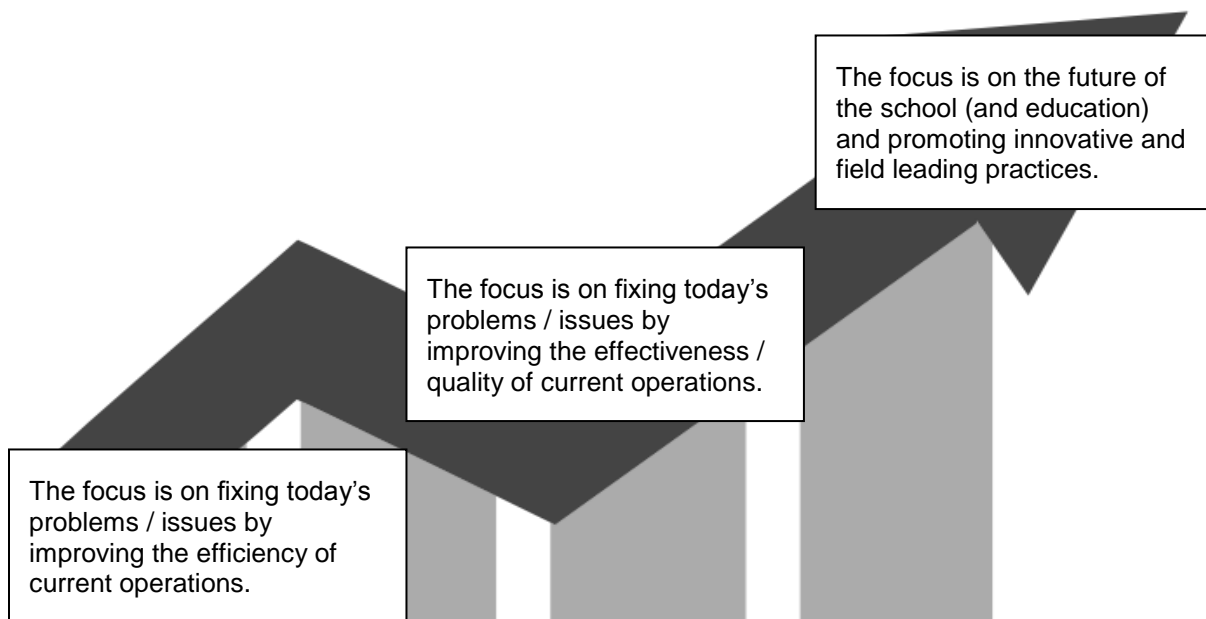 The focus is on the future of
the school (and education)
and promoting innovative and
field leading practices.
The focus is on fixing today’s
problems / issues by
improving the effectiveness /
quality of current operations.
The focus is on fixing today’s
problems / issues by
improving the efficiency of
current operations.